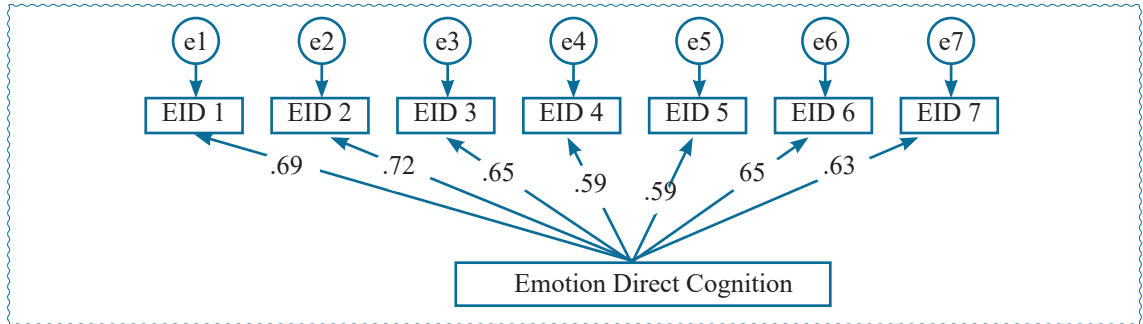 e1 e2 e3 e4 e5 e6 e7
EID 1 EID 2 EID 3 EID 4 EID 5 EID 6 EID 7
.69 .72 .65 .59 .59 65 .63
Emotion Direct Cognition